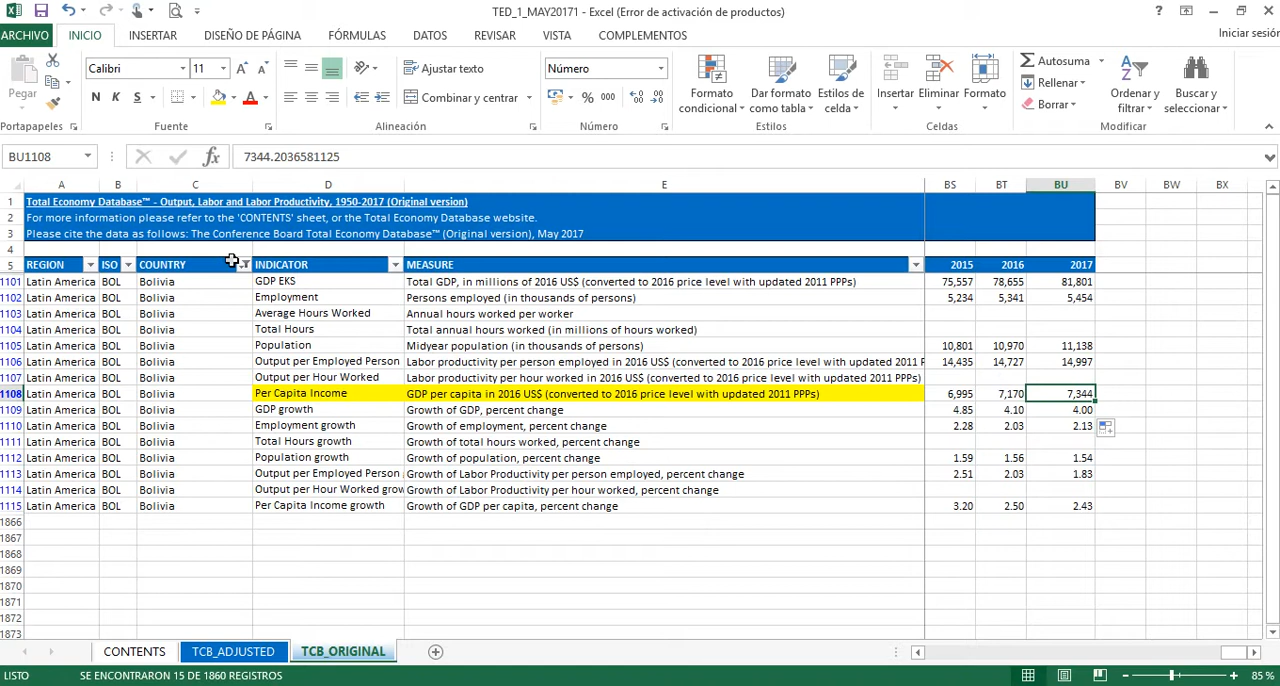 TED_1_MAY20171 - Excel (Error de activación de productos)
ARCHIVO INICIO INSERTAR DISEÑO DE PÁGINA FÓRMULAS DATOS REVISAR VISTA COMPLEMENTOS Iniciar sesión
Pegar
Calibri 11
N K S
Ajustar texto
Combinar y centrar
Número
% 000
Formato condicional
Dar formato como tabla
Estilos de celda
Insertar Eliminar Formato
Autosuma
Rellenar
Borrar
Ordenar y filtrar
Buscar y seleccionar
Portapapeles Fuente Alineación Número Estilos Celdas Modificar
BU1108 fx 7344.2036581125
A B C D E BS BT BU BV BW BX
1 Total Economy Database™ - Output, Labor and Labor Productivity, 1950-2017 (Original version)
2 For more information please refer to the 'CONTENTS' sheet, or the Total Economy Database website.
3 Please cite the data as follows: The Conference Board Total Economy Database™ (Original version), May 2017
4
5 REGION ISO COUNTRY INDICATOR MEASURE 2015 2016 2017
1101 Latin America BOL Bolivia GDP EKS Total GDP, in millions of 2016 US$ (converted to 2016 price level with updated 2011 PPPs) 75,557 78,655 81,801
1102 Latin America BOL Bolivia Employment Persons employed (in thousands of persons) 5,234 5,341 5,454
1103 Latin America BOL Bolivia Average Hours Worked Annual hours worked per worker
1104 Latin America BOL Bolivia Total Hours Total annual hours worked (in millions of hours worked)
1105 Latin America BOL Bolivia Population Midyear population (in thousands of persons) 10,801 10,970 11,138
1106 Latin America BOL Bolivia Output per Employed Person Labor productivity per person employed in 2016 US$ (converted to 2016 price level with updated 2011 P 14,435 14,727 14,997
1107 Latin America BOL Bolivia Output per Hour Worked Labor productivity per hour worked in 2016 US$ (converted to 2016 price level with updated 2011 PPPs)
1108 Latin America BOL Bolivia Per Capita Income GDP per capita in 2016 US$ (converted to 2016 price level with updated 2011 PPPs) 6,995 7,170 7,344
1109 Latin America BOL Bolivia GDP growth Growth of GDP, percent change 4.85 4.10 4.00
1110 Latin America BOL Bolivia Employment growth Growth of employment, percent change 2.28 2.03 2.13
1111 Latin America BOL Bolivia Total Hours growth Growth of total hours worked, percent change
1112 Latin America BOL Bolivia Population growth Growth of population, percent change 1.59 1.56 1.54
1113 Latin America BOL Bolivia Output per Employed Person Growth of Labor Productivity per person employed, percent change 2.51 2.03 1.83
1114 Latin America BOL Bolivia Output per Hour Worked grow Growth of Labor Productivity per hour worked, percent change
1115 Latin America BOL Bolivia Per Capita Income growth Growth of GDP per capita, percent change 3.20 2.50 2.43
1866
1867
1868
1869
1870
1871
1872
1873
CONTENTS TCB_ADJUSTED TCB_ORIGINAL
LISTO SE ENCONTRARON 15 DE 1860 REGISTROS 85 %